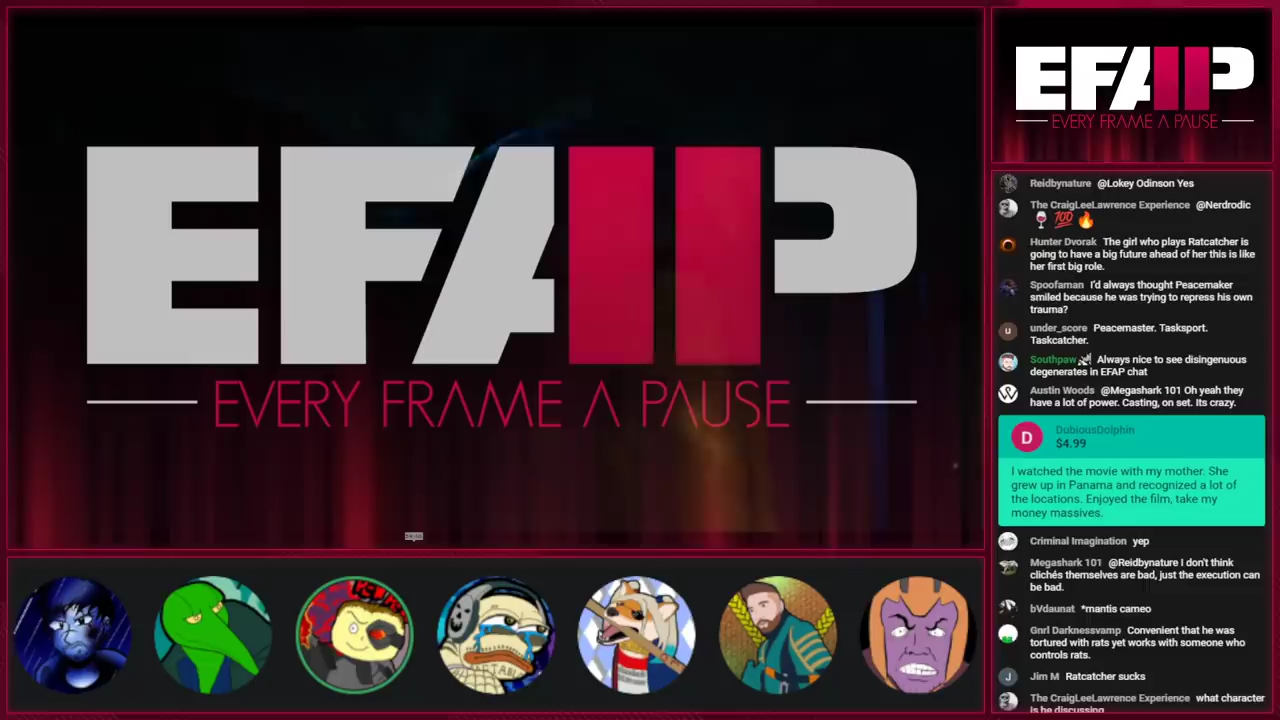 EFAP
EVERY FRAME A PAUSE
EFAP
EVERY FRAME A PAUSE
Reidbynature @Lokey Odinson Yes
The CraigLeeLawrence Experience @Nerdrodic
🍷 💯 🔥
Hunter Dvorak The girl who plays Ratcatcher is
going to have a big future ahead of her this is like
her first big role.
Spoofaman I'd always thought Peacemaker
smiled because he was trying to repress his own
trauma?
u
under_score Peacemaster. Tasksport.
Taskcatcher.
Southpaw Always nice to see disingenuous
degenerates in EFAP chat
Austin Woods @Megashark 101 Oh yeah they
have a lot of power. Casting, on set. Its crazy.
D
DubiousDolphin
$4.99
I watched the movie with my mother. She
grew up in Panama and recognized a lot of
the locations. Enjoyed the film, take my
money massives.
Criminal Imagination yep
Megashark 101 @Reidbynature I don't think
clichés themselves are bad, just the execution can
be bad.
bVdaunat *mantis cameo
Gnrl Darknessvamp Convenient that he was
tortured with rats yet works with someone who
controls rats.
J
Jim M Ratcatcher sucks
The CraigLeeLawrence Experience what character
is he discussing